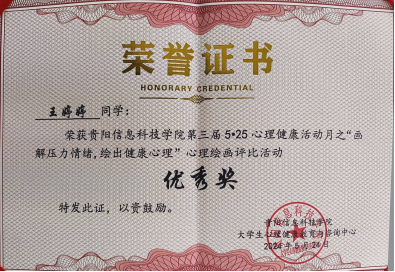 荣誉证书
HONORARY CREDENTIAL
王婷婷 同学：
荣获贵阳信息科技学院第三届5•25心理健康活动月之“画
解压力情绪,绘出健康心理”心理绘画评比活动
优秀奖
特发此证，以资鼓励。
贵阳信息科技学院
大学生心理健康教育与咨询中心
2024年5月24日